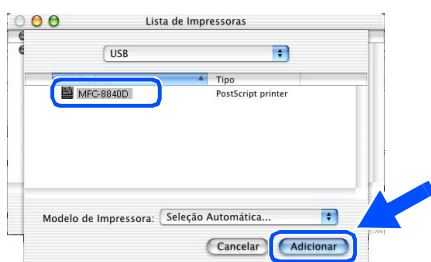 Lista de Impressoras
USB
Tipo
MFC-8840D PostScript printer
Modelo de Impressora: Seleção Automática...
Cancelar Adicionar